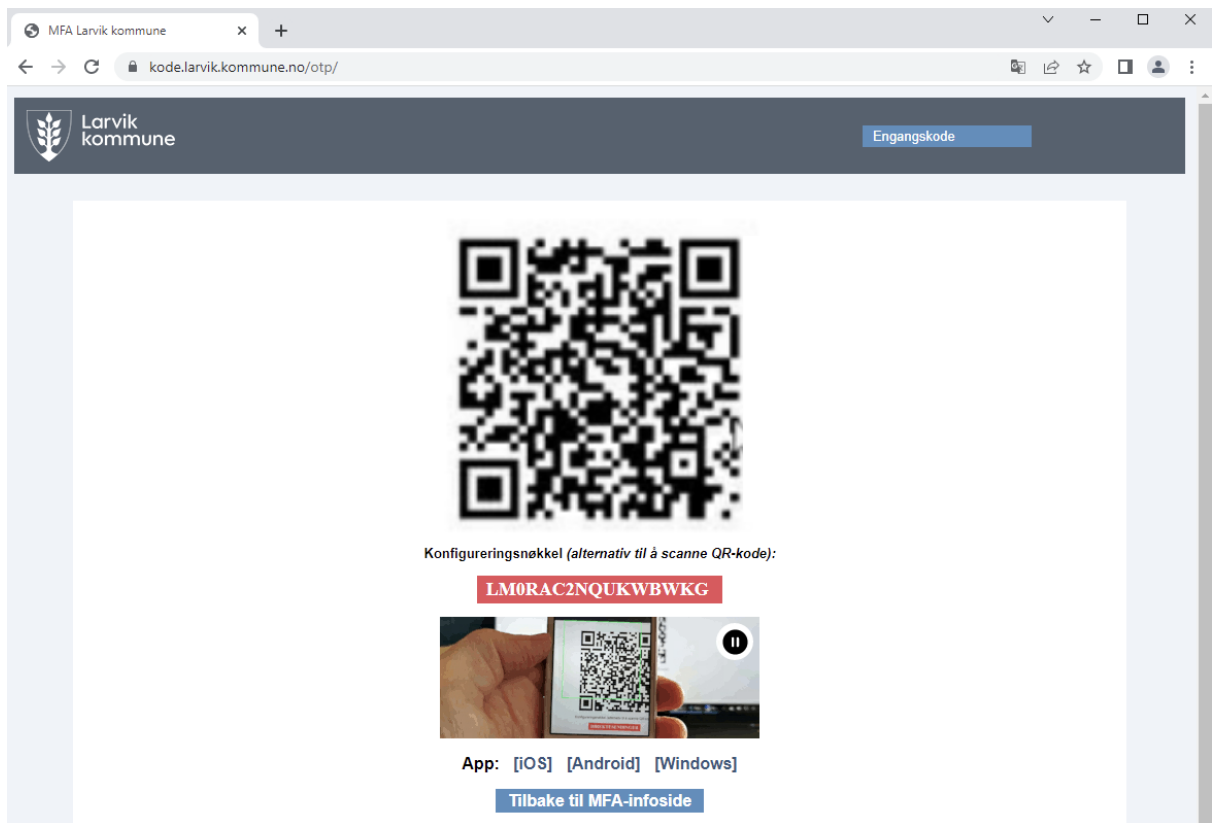 MFA Larvik kommune
kode.larvik.kommune.no/otp/
Larvik
kommune
Engangskode
Konfigureringsnøkkel (alternativ til å scanne QR-kode):
LM0RAC2NQUKWBWKG
App: [iOS] [Android] [Windows]
Tilbake til MFA-infoside